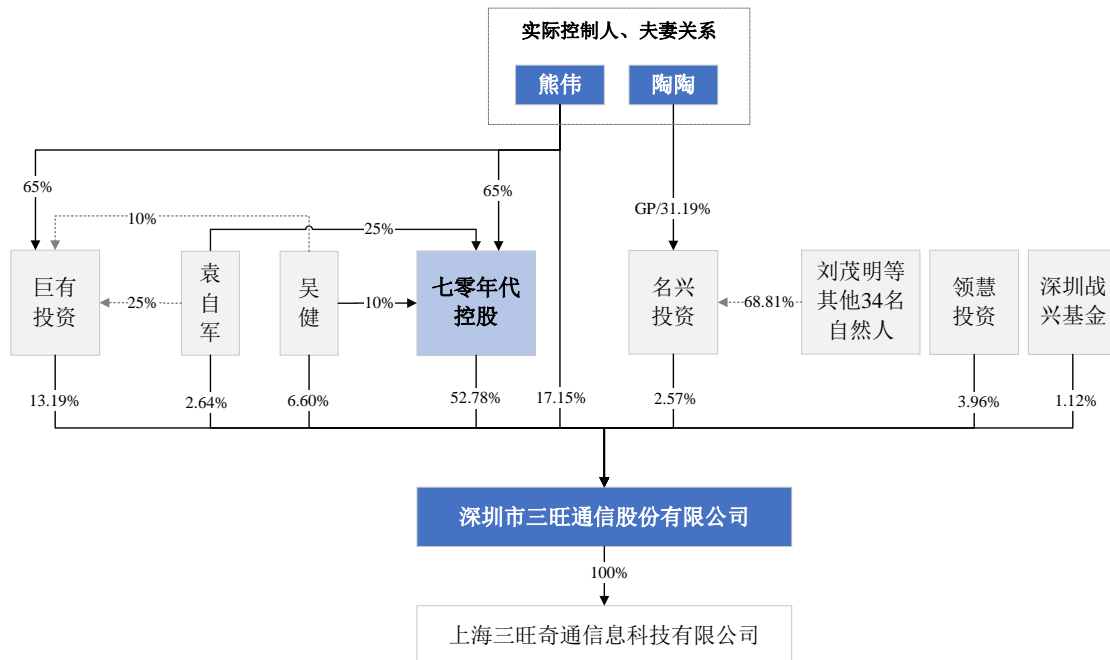 实际控制人、夫妻关系
熊伟
陶陶
65%
65%
GP/31.19%
10%
25%
巨有
投资
25%
袁
自
军
吴
健
10%
七零年代
控股
名兴
投资
68.81%
刘茂明等
其他34名
自然人
领慧
投资
深圳战
兴基金
13.19%
2.64%
6.60%
52.78%
17.15%
2.57%
3.96%
1.12%
深圳市三旺通信股份有限公司
100%
上海三旺奇通信息科技有限公司